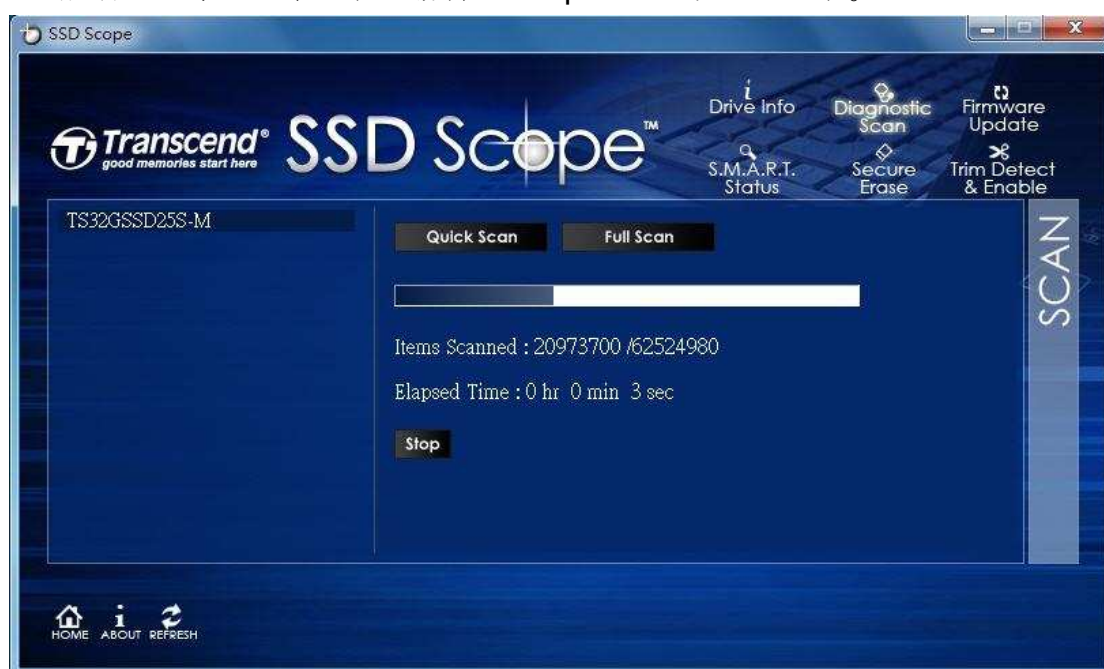 SSD Scope
Transcend®
good memories start here
SSD Scope™
Drive Info
Diagnostic Scan
Firmware Update
S.M.A.R.T. Status
Secure Erase
Trim Detect & Enable
TS32GSSD25S-M
Quick Scan
Full Scan
SCAN
Items Scanned : 20973700 /62524980
Elapsed Time : 0 hr 0 min 3 sec
Stop
HOME
ABOUT
REFRESH